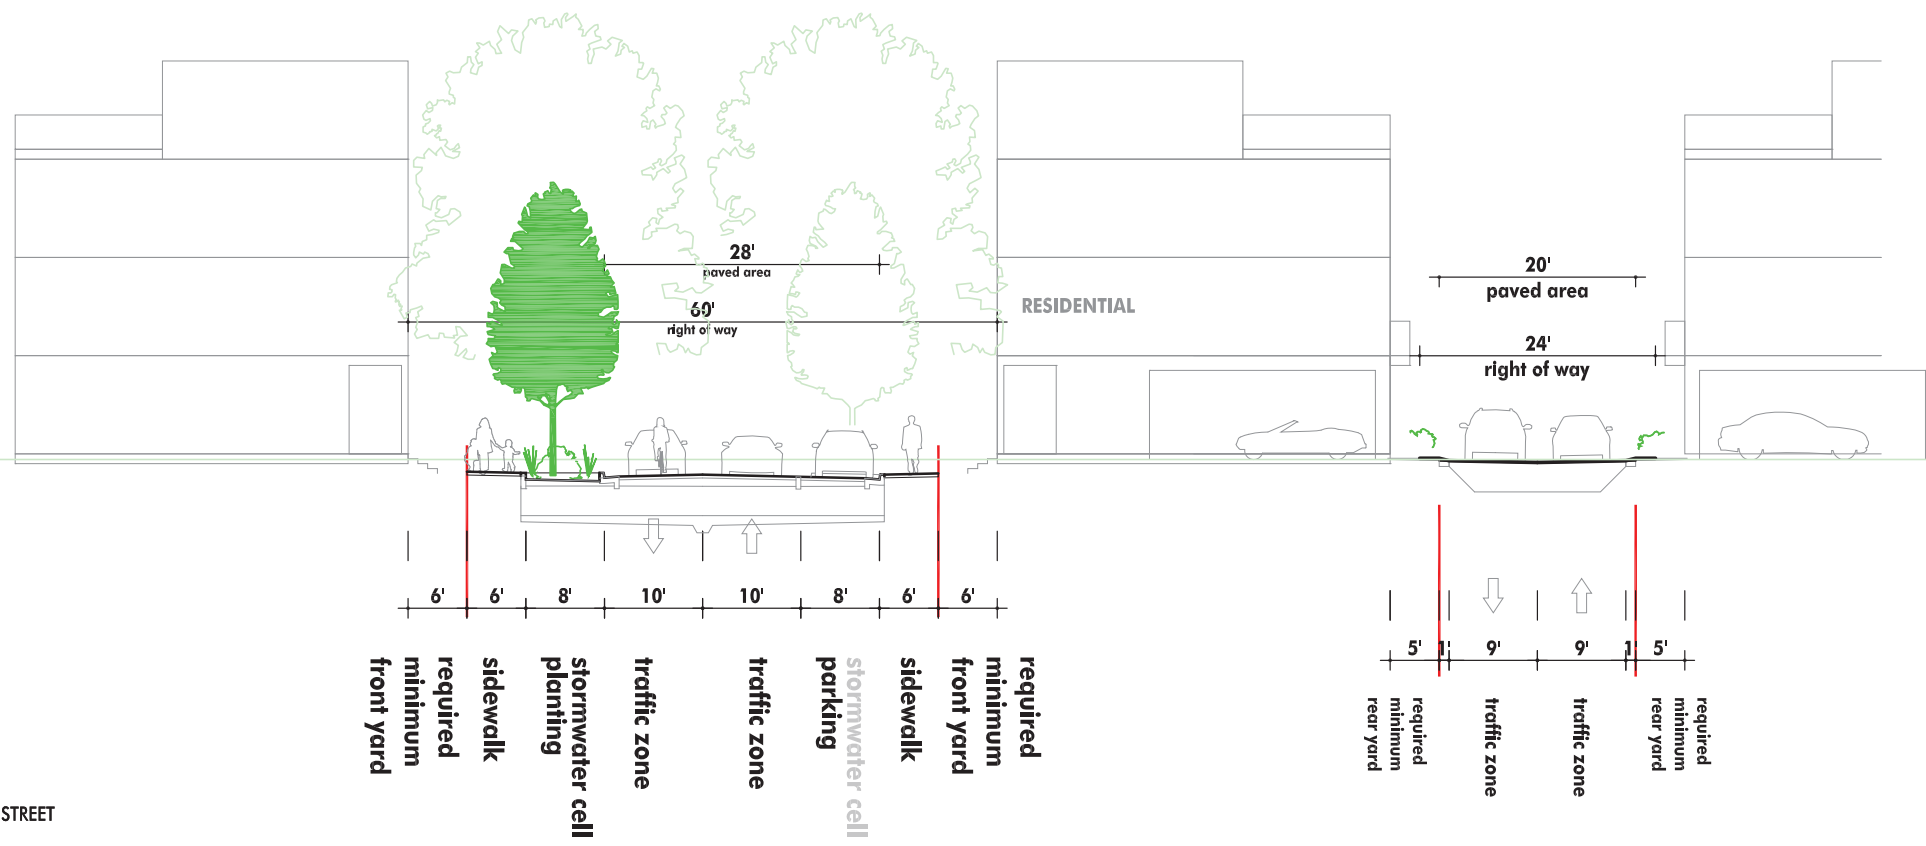 28'
paved area
60'
right of way
RESIDENTIAL
20'
paved area
24'
right of way
6' 6' 8' 10' 10' 8' 6' 6'
5' 1' 9' 9' 1' 5'
required
minimum
front yard
sidewalk
stormwater cell
planting
traffic zone
traffic zone
stormwater cell
parking
sidewalk
required
minimum
front yard
required
minimum
rear yard
traffic zone
traffic zone
required
minimum
rear yard
STREET